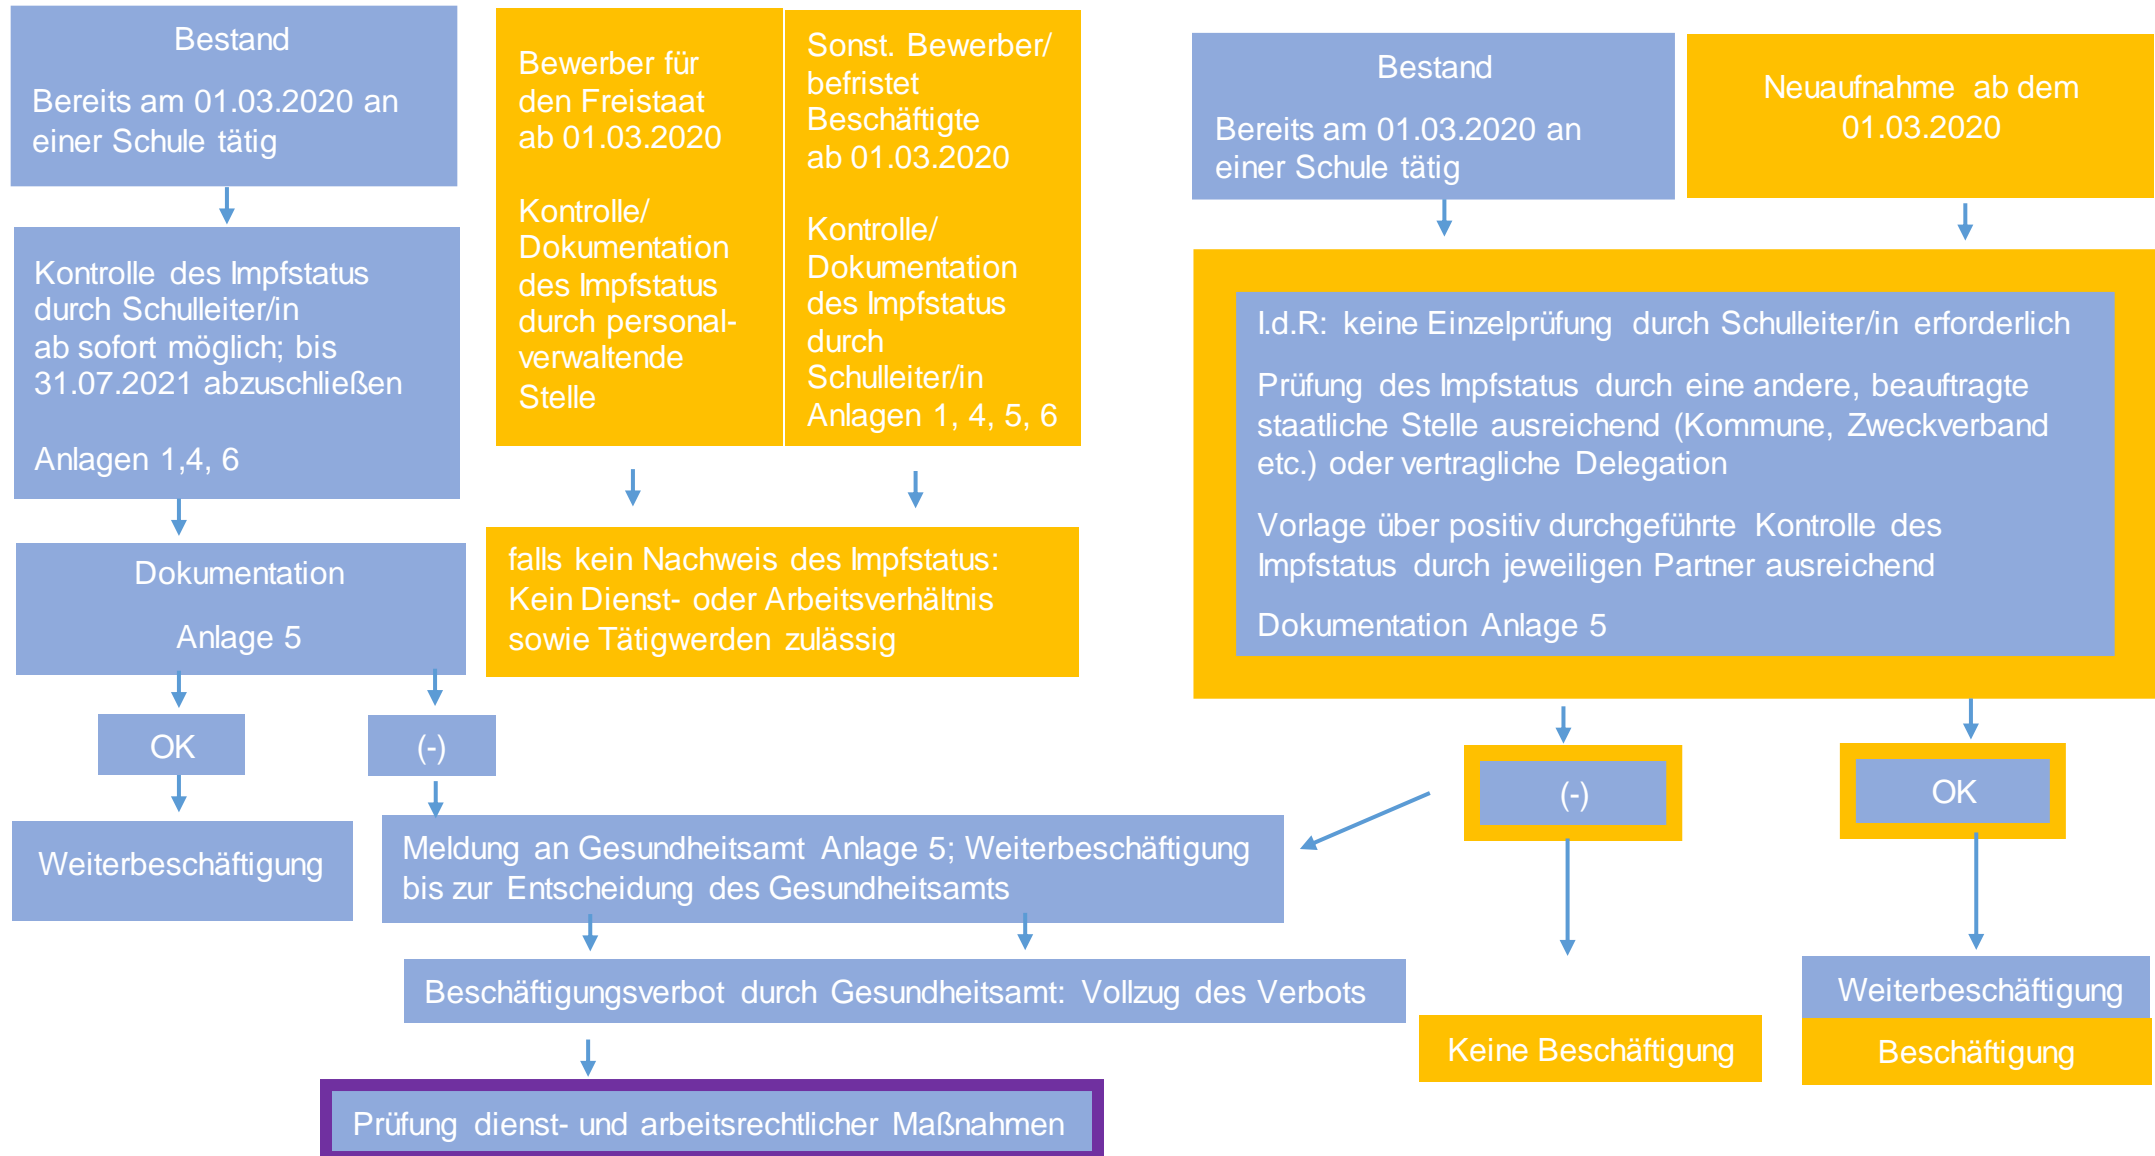 Bestand
Bereits am 01.03.2020 an
einer Schule tätig
Kontrolle des Impfstatus
durch Schulleiter/in
ab sofort möglich; bis
31.07.2021 abzuschließen
Anlagen 1,4, 6
Dokumentation
Anlage 5
OK
(-)
Weiterbeschäftigung
Bewerber für
den Freistaat
ab 01.03.2020
Kontrolle/
Dokumentation
des Impfstatus
durch personal-
verwaltende
Stelle
Sonst. Bewerber/
befristet
Beschäftigte
ab 01.03.2020
Kontrolle/
Dokumentation
des Impfstatus
durch
Schulleiter/in
Anlagen 1, 4, 5, 6
falls kein Nachweis des Impfstatus:
Kein Dienst- oder Arbeitsverhältnis
sowie Tätigwerden zulässig
Meldung an Gesundheitsamt Anlage 5; Weiterbeschäftigung
bis zur Entscheidung des Gesundheitsamts
Beschäftigungsverbot durch Gesundheitsamt: Vollzug des Verbots
Prüfung dienst- und arbeitsrechtlicher Maßnahmen
Bestand
Bereits am 01.03.2020 an
einer Schule tätig
Neuaufnahme ab dem
01.03.2020
I.d.R: keine Einzelprüfung durch Schulleiter/in erforderlich
Prüfung des Impfstatus durch eine andere, beauftragte
staatliche Stelle ausreichend (Kommune, Zweckverband
etc.) oder vertragliche Delegation
Vorlage über positiv durchgeführte Kontrolle des
Impfstatus durch jeweiligen Partner ausreichend
Dokumentation Anlage 5
(-)
OK
Keine Beschäftigung
Weiterbeschäftigung
Beschäftigung